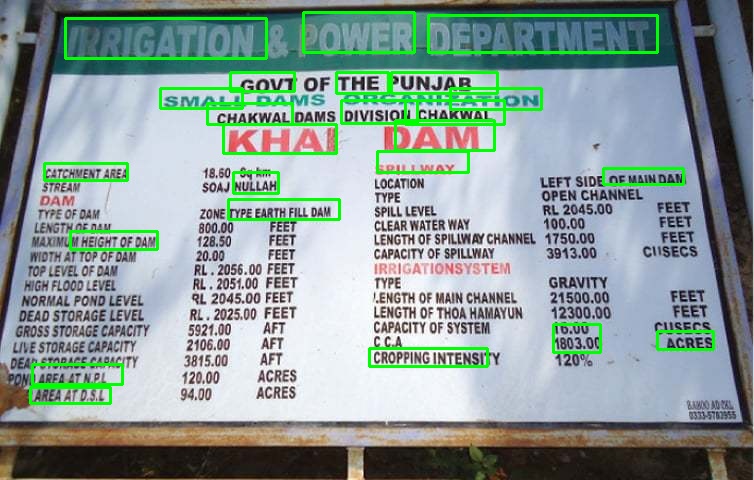 IRRIGATION & POWER DEPARTMENT
GOVT OF THE PUNJAB
SMALL DAMS ORGANIZATION
CHAKWAL DAMS DIVISION CHAKWAL
KHAI DAM
CATCHMENT AREA 18.60 Sq km
STREAM SOAJ NULLAH
DAM
TYPE OF DAM ZONE TYPE EARTH FILL DAM
LENGTH OF DAM 800.00 FEET
MAXIMUM HEIGHT OF DAM 128.50 FEET
WIDTH AT TOP OF DAM 20.00 FEET
TOP LEVEL OF DAM RL . 2056.00 FEET
HIGH FLOOD LEVEL RL . 2051.00 FEET
NORMAL POND LEVEL RL 2045.00 FEET
DEAD STORAGE LEVEL RL . 2025.00 FEET
GROSS STORAGE CAPACITY 5921.00 AFT
LIVE STORAGE CAPACITY 2106.00 AFT
DEAD STORAGE CAPACITY 3815.00 AFT
POND AREA AT N.P.L 120.00 ACRES
AREA AT D.S.L 94.00 ACRES
SPILLWAY
LOCATION LEFT SIDE OF MAIN DAM
TYPE OPEN CHANNEL
SPILL LEVEL RL 2045.00 FEET
CLEAR WATER WAY 100.00 FEET
LENGTH OF SPILLWAY CHANNEL 1750.00 FEET
CAPACITY OF SPILLWAY 3913.00 CUSECS
IRRIGATIONSYSTEM
TYPE GRAVITY
LENGTH OF MAIN CHANNEL 21500.00 FEET
LENGTH OF THOA HAMAYUN 12300.00 FEET
CAPACITY OF SYSTEM 16.00 CUSECS
C C.A 1803.00 ACRES
CROPPING INTENSITY 120%
BAHOO AD CKL
0333-5783955